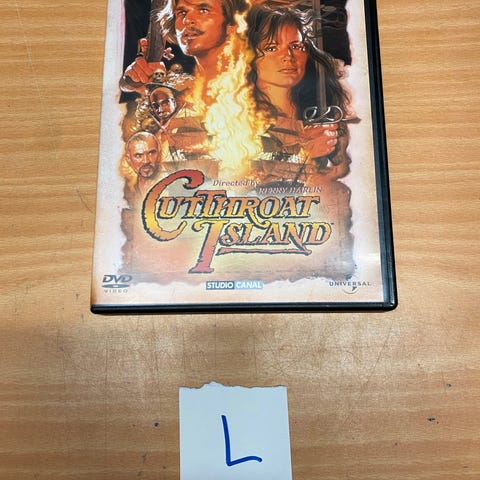 Directed by RENNY HARLIN
CUTTHROAT
ISLAND
DVD
VIDEO
STUDIO CANAL
UNIVERSAL
L